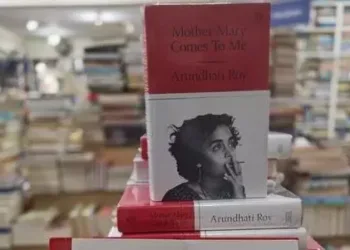 Mother Mary
Comes To Me
Arundhati Roy
Arundhati Roy